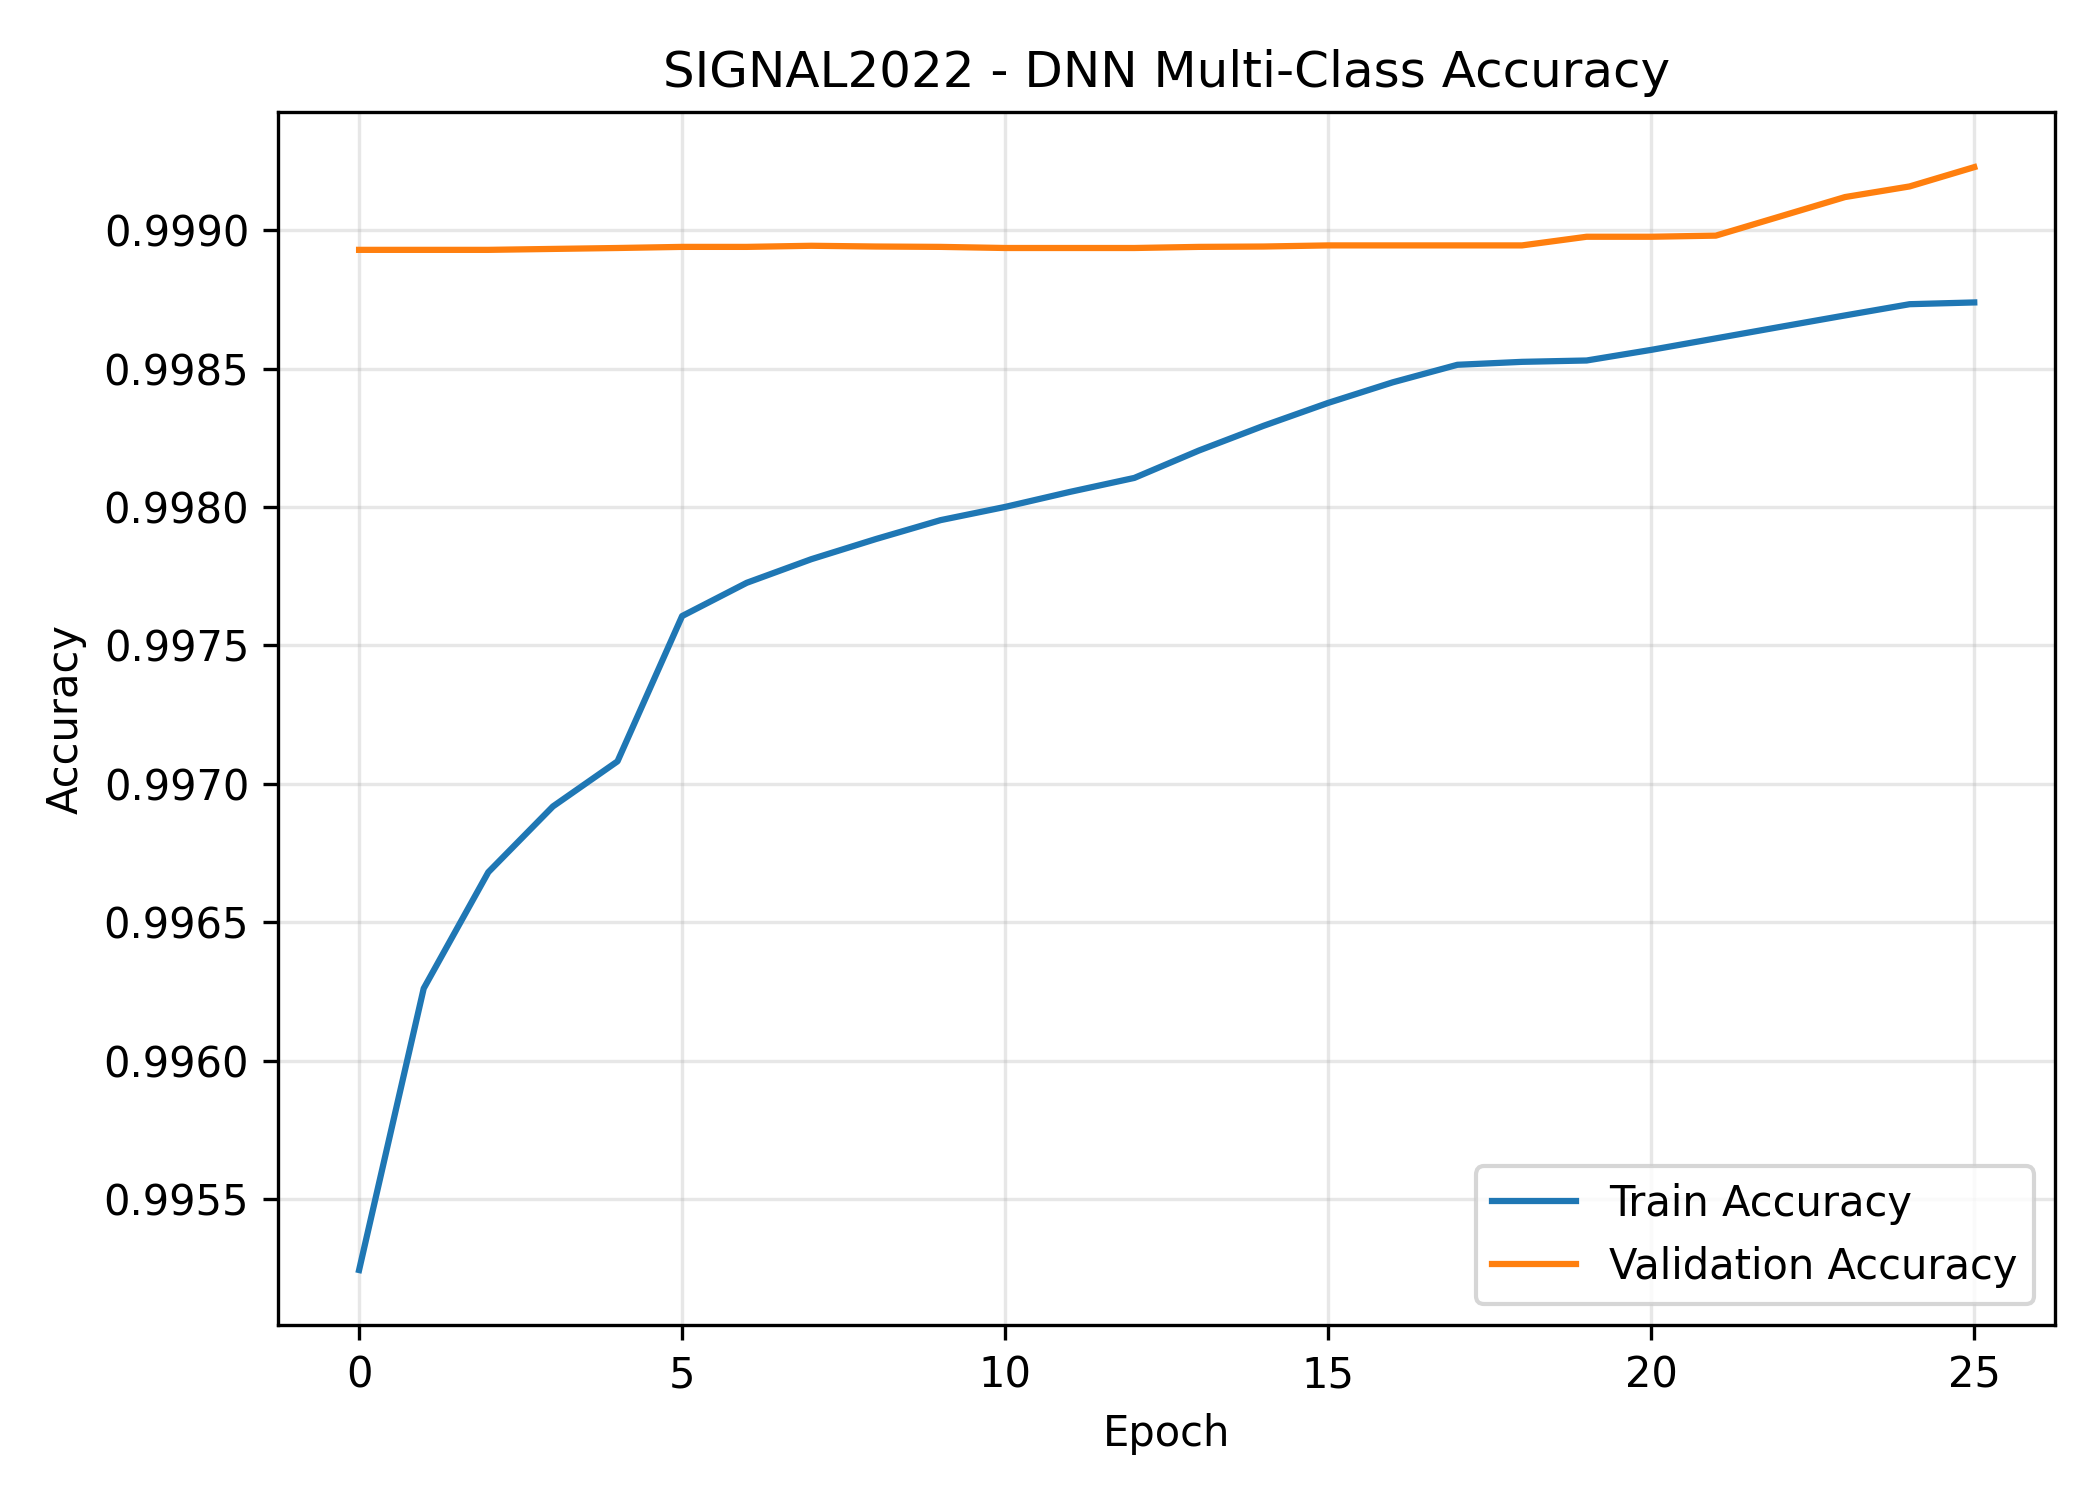 SIGNAL2022 - DNN Multi-Class Accuracy
Accuracy
0.9990
0.9985
0.9980
0.9975
0.9970
0.9965
0.9960
0.9955
Train Accuracy
Validation Accuracy
0 5 10 15 20 25
Epoch